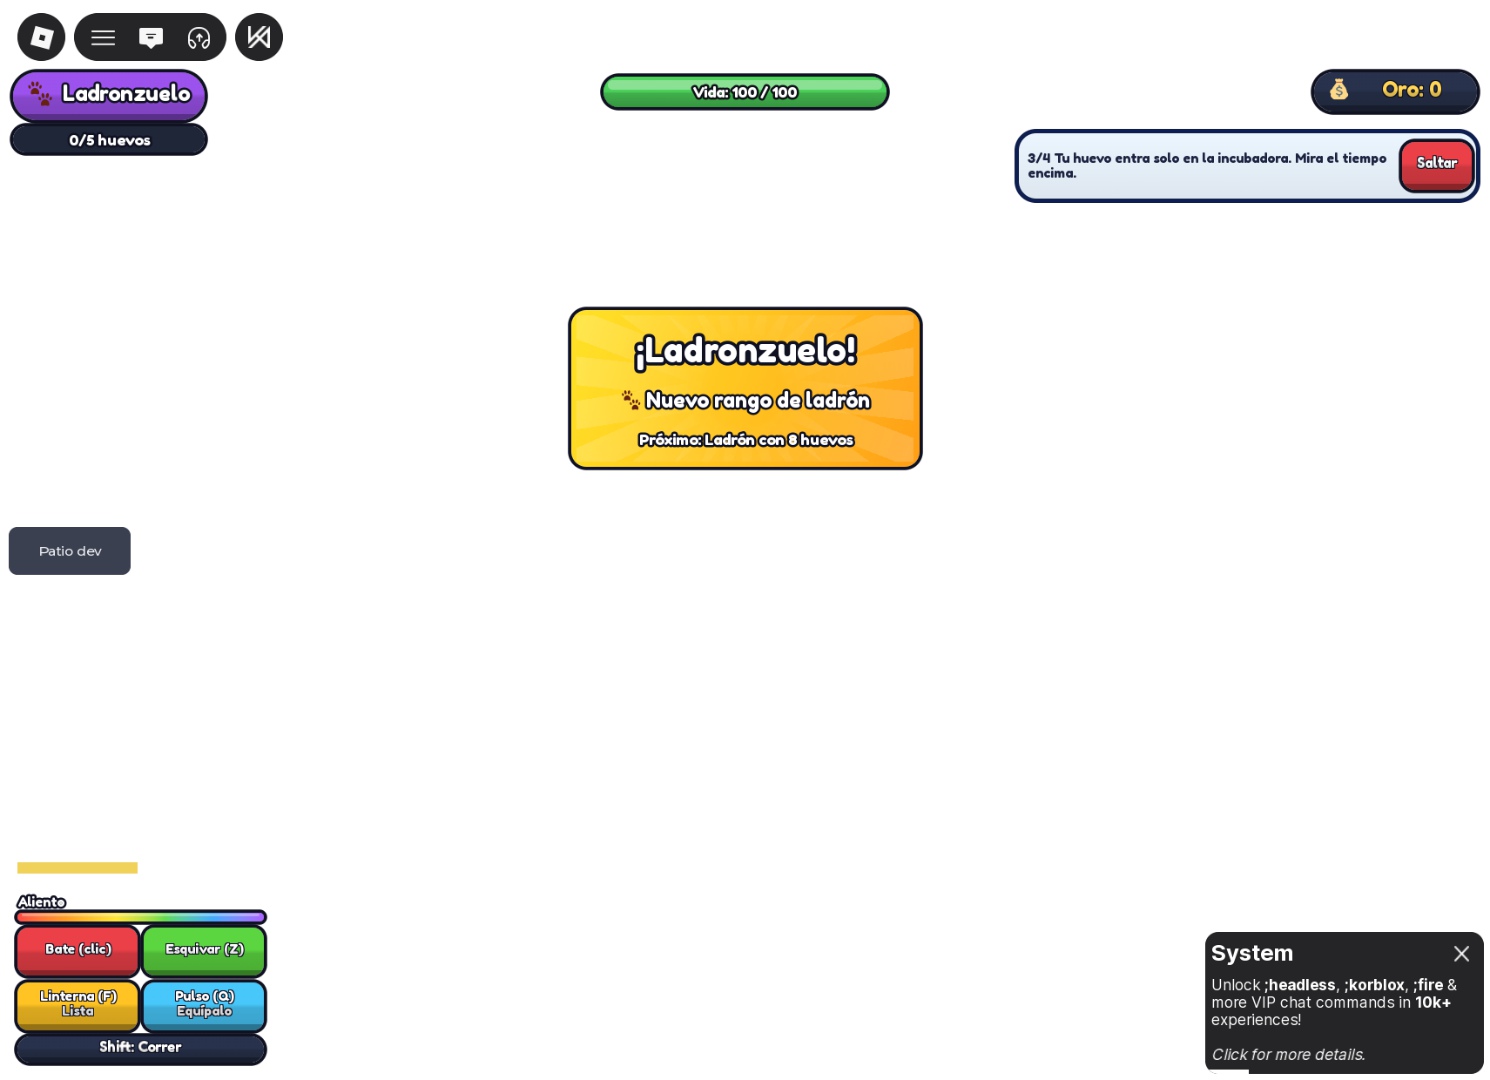 Ladronzuelo
0/5 huevos
Vida: 100 / 100
Oro: 0
3/4 Tu huevo entra solo en la incubadora. Mira el tiempo
encima.
Saltar
¡Ladronzuelo!
Nuevo rango de ladrón
Próximo: Ladrón con 8 huevos
Patio dev
Aliento
Bate (clic)
Esquivar (Z)
Linterna (F)
Lista
Pulso (Q)
Equípalo
Shift: Correr
System
Unlock ;headless, ;korblox, ;fire &
more VIP chat commands in 10k+
experiences!
Click for more details.